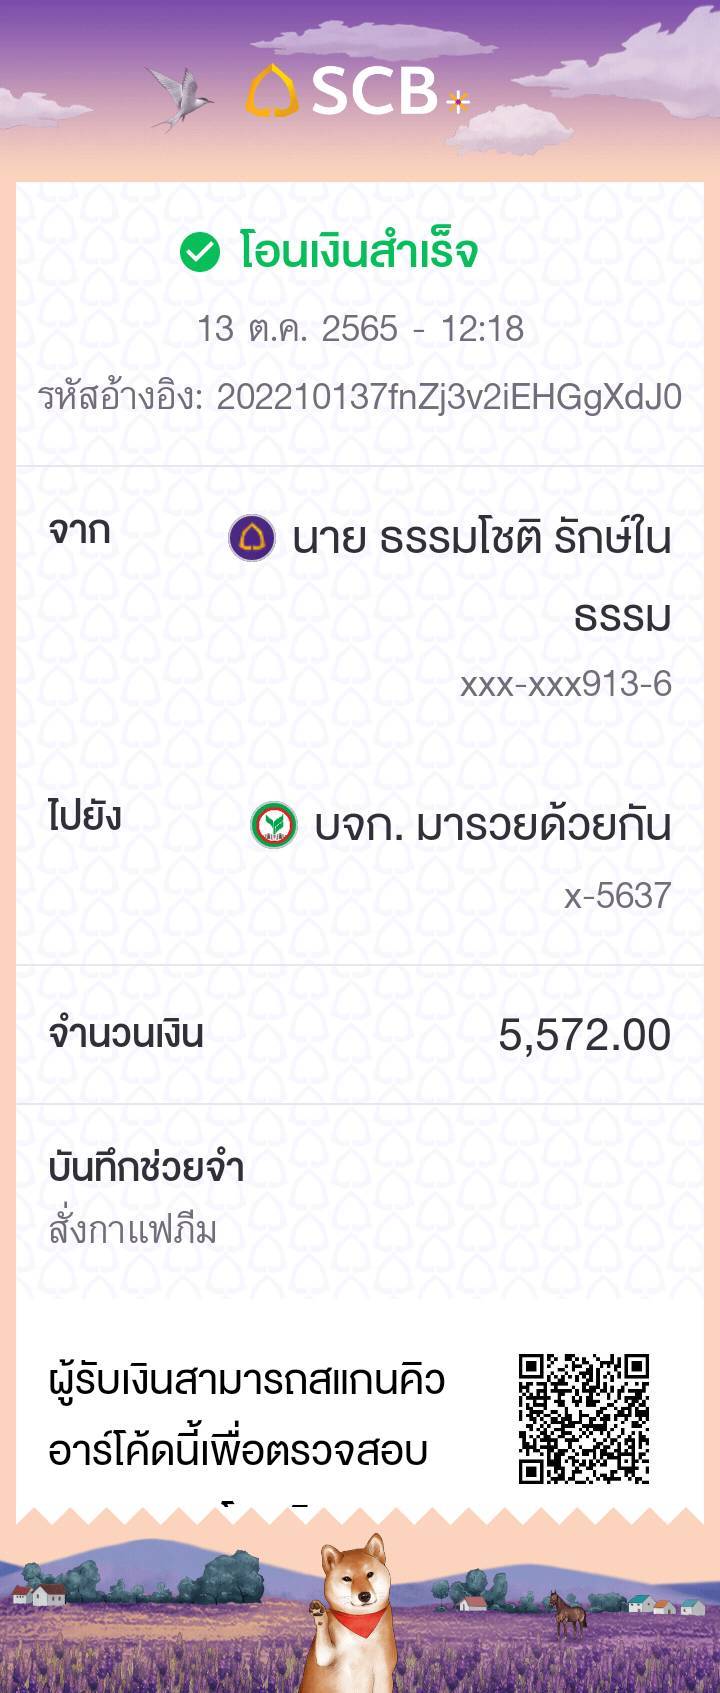 SCB
โอนเงินสำเร็จ
13 ต.ค. 2565 - 12:18
รหัสอ้างอิง: 202210137fnZj3v2iEHGgXdJ0
จาก
นาย ธรรมโชติ รักษ์ใน
ธรรม
xxx-xxx913-6
ไปยัง
บจก. มารวยด้วยกัน
x-5637
จำนวนเงิน
5,572.00
บันทึกช่วยจำ
สั่งกาแฟภีม
ผู้รับเงินสามารถสแกนคิว
อาร์โค้ดนี้เพื่อตรวจสอบ